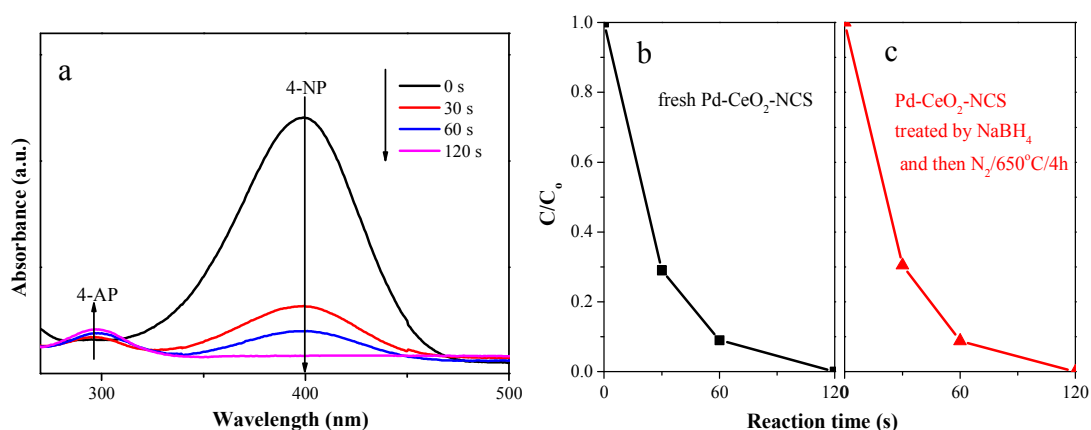 a
4-NP
0 s
30 s
60 s
120 s
4-AP
Absorbance (a.u.)
300
400
500
Wavelength (nm)
b
fresh Pd-CeO₂-NCS
C/Cₒ
1.0
0.8
0.6
0.4
0.2
0.0
0
60
120
c
Pd-CeO₂-NCS
treated by NaBH₄
and then N₂/650°C/4h
0
60
120
Reaction time (s)